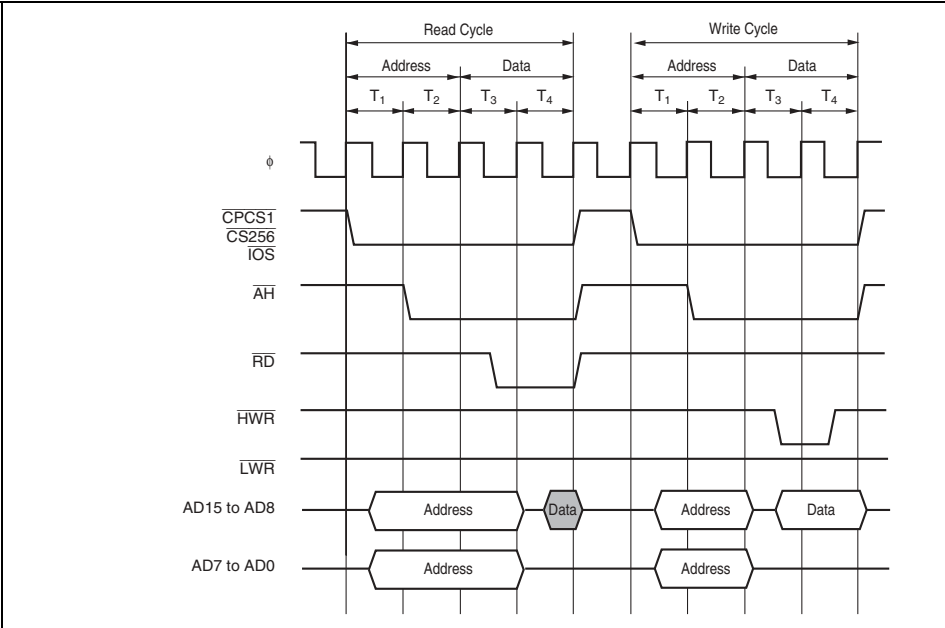 Read Cycle Write Cycle
Address Data Address Data
T1 T2 T3 T4 T1 T2 T3 T4
ϕ
CPCS1
CS256
IOS
AH
RD
HWR
LWR
AD15 to AD8 Address Data Address Data
AD7 to AD0 Address Address